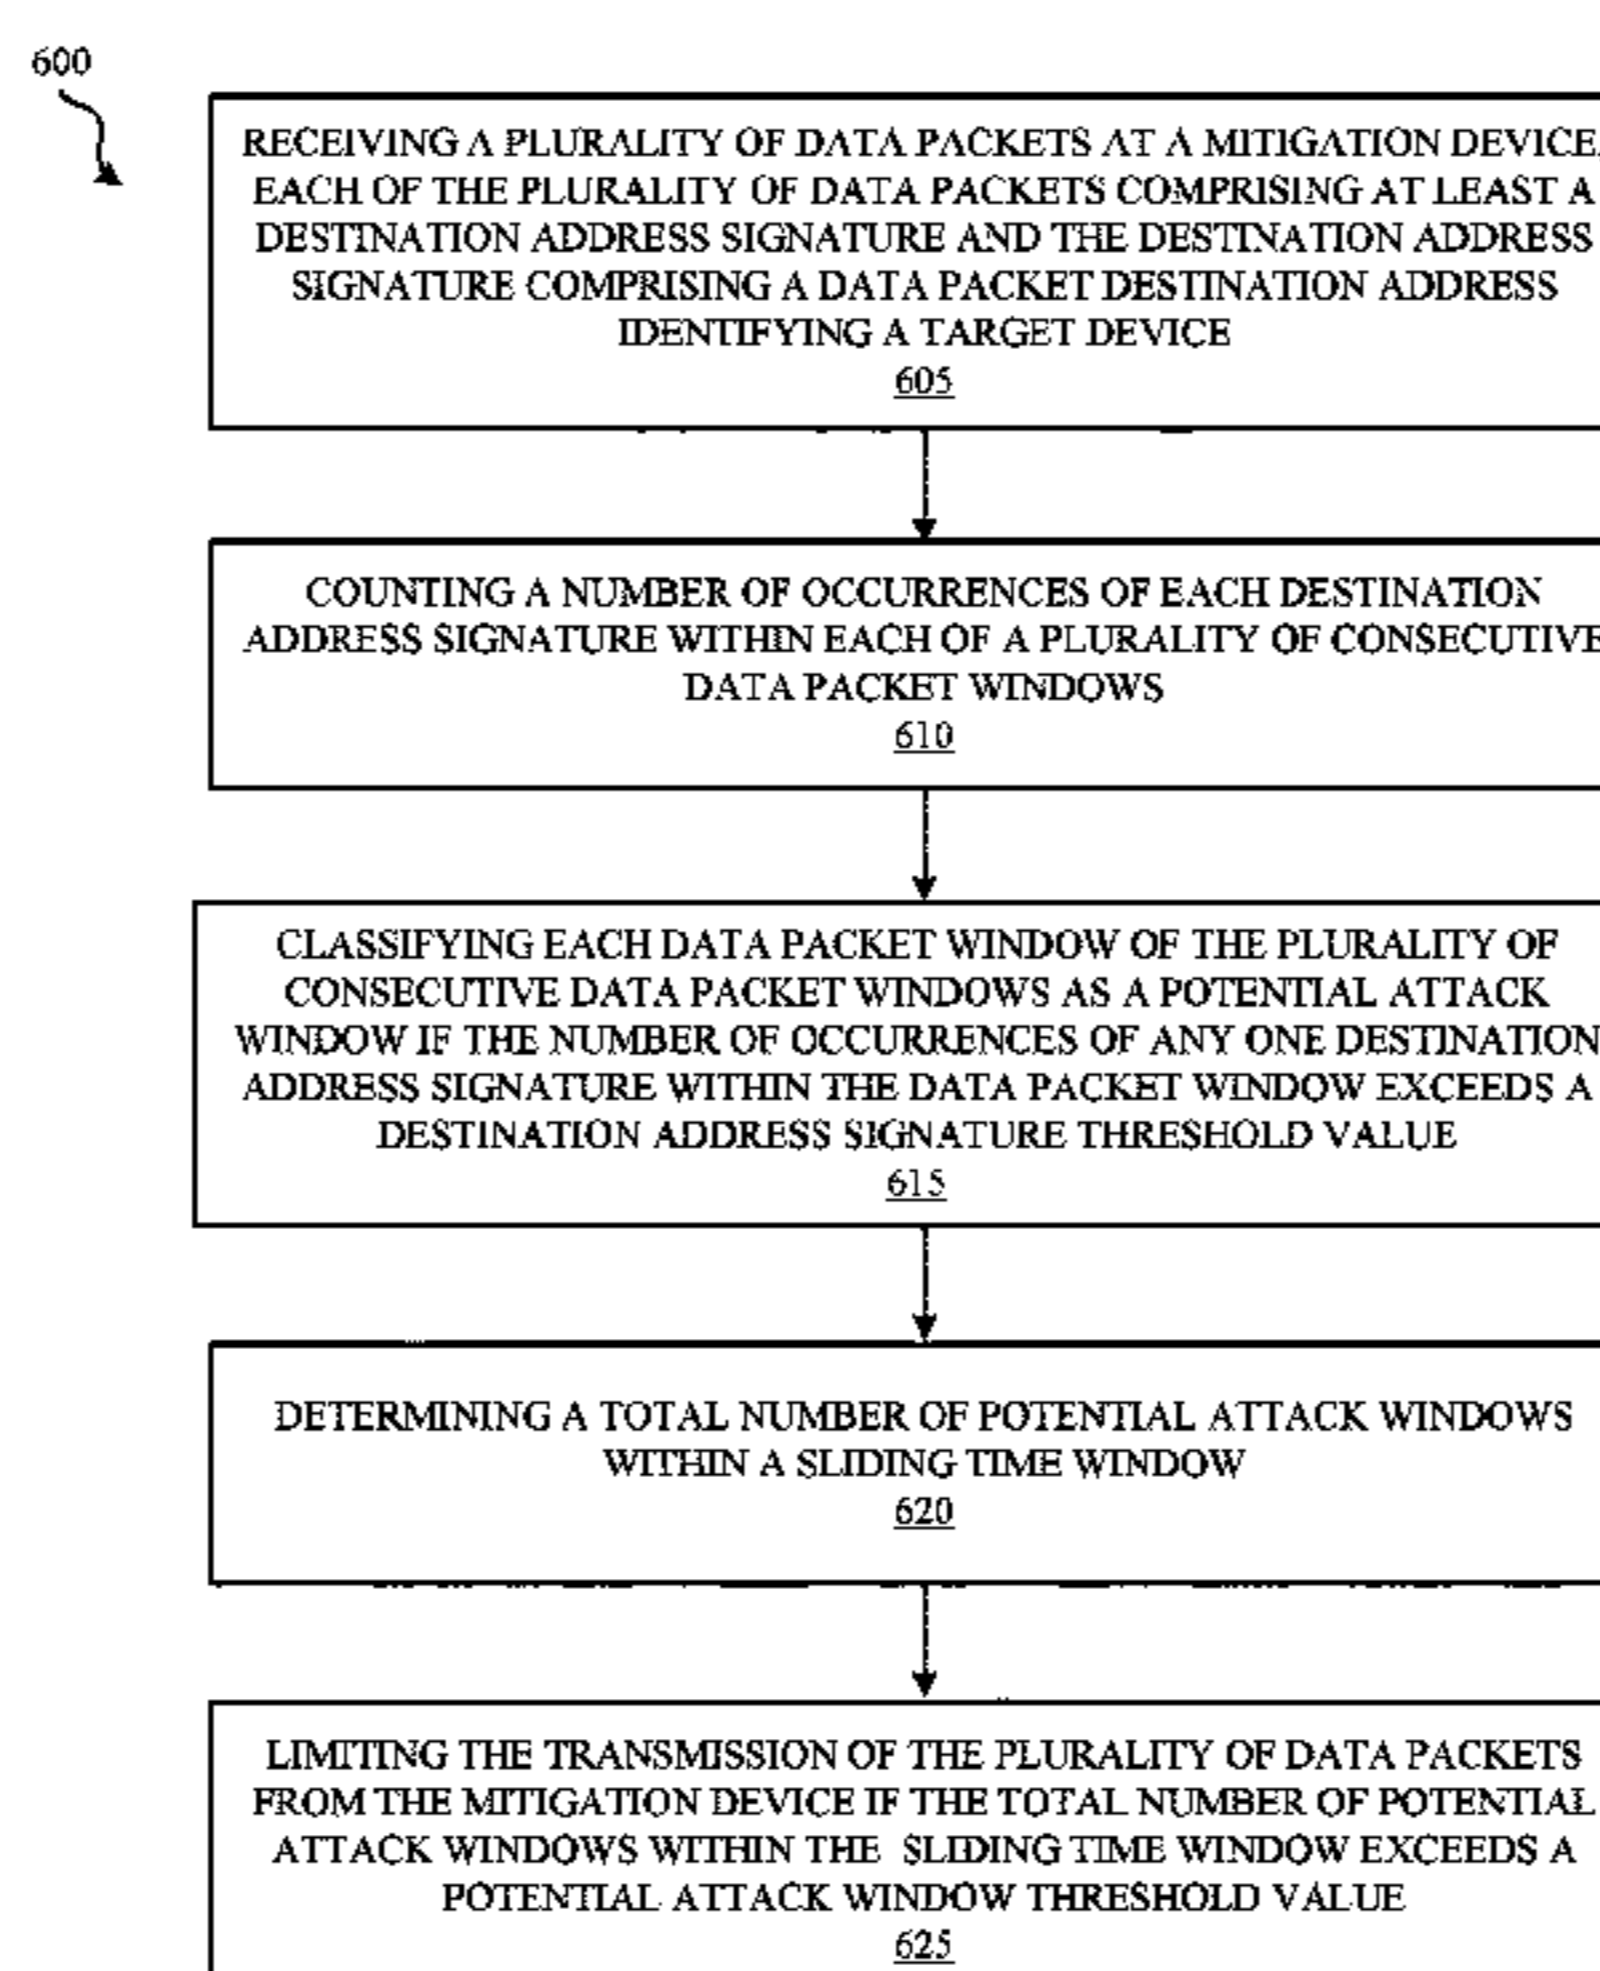 600
RECEIVING A PLURALITY OF DATA PACKETS AT A MITIGATION DEVICE,
EACH OF THE PLURALITY OF DATA PACKETS COMPRISING AT LEAST A
DESTINATION ADDRESS SIGNATURE AND THE DESTINATION ADDRESS
SIGNATURE COMPRISING A DATA PACKET DESTINATION ADDRESS
IDENTIFYING A TARGET DEVICE
605
COUNTING A NUMBER OF OCCURRENCES OF EACH DESTINATION
ADDRESS SIGNATURE WITHIN EACH OF A PLURALITY OF CONSECUTIVE
DATA PACKET WINDOWS
610
CLASSIFYING EACH DATA PACKET WINDOW OF THE PLURALITY OF
CONSECUTIVE DATA PACKET WINDOWS AS A POTENTIAL ATTACK
WINDOW IF THE NUMBER OF OCCURRENCES OF ANY ONE DESTINATION
ADDRESS SIGNATURE WITHIN THE DATA PACKET WINDOW EXCEEDS A
DESTINATION ADDRESS SIGNATURE THRESHOLD VALUE
615
DETERMINING A TOTAL NUMBER OF POTENTIAL ATTACK WINDOWS
WITHIN A SLIDING TIME WINDOW
620
LIMITING THE TRANSMISSION OF THE PLURALITY OF DATA PACKETS
FROM THE MITIGATION DEVICE IF THE TOTAL NUMBER OF POTENTIAL
ATTACK WINDOWS WITHIN THE SLIDING TIME WINDOW EXCEEDS A
POTENTIAL ATTACK WINDOW THRESHOLD VALUE
625